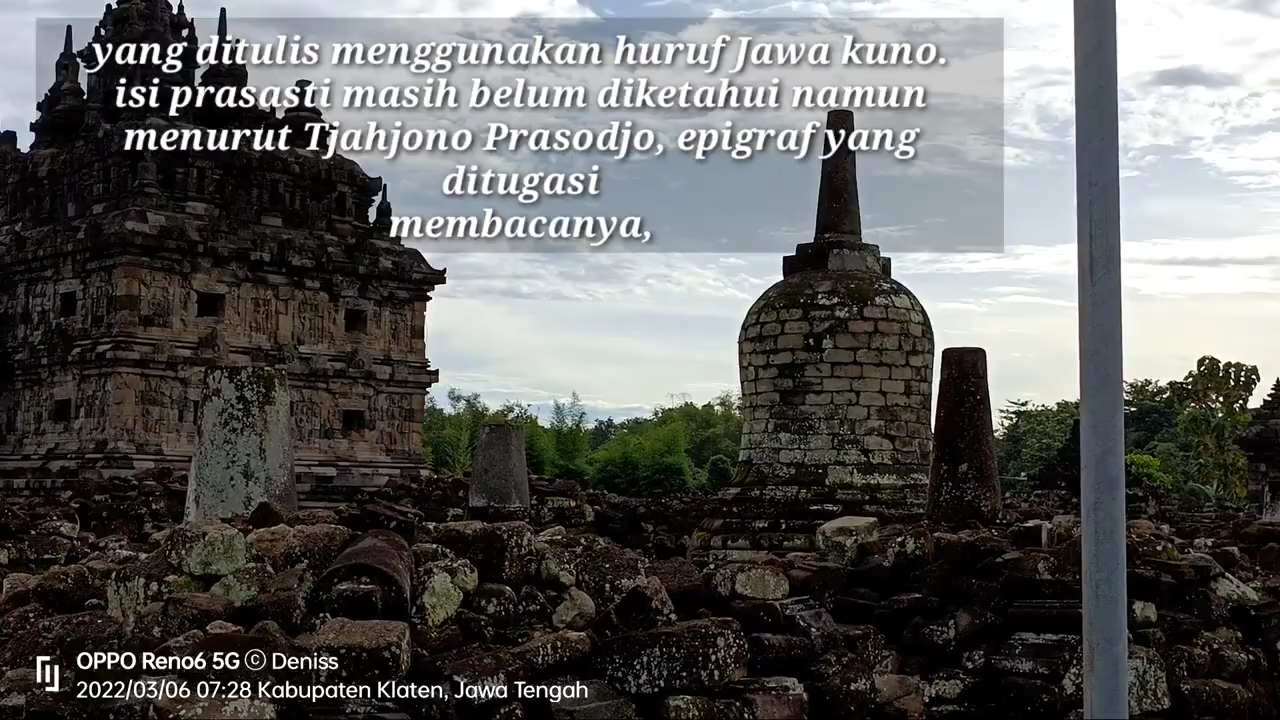 yang ditulis menggunakan huruf Jawa kuno.
isi prasasti masih belum diketahui namun
menurut Tjahjono Prasodjo, epigraf yang
ditugasi
membacanya,
OPPO Reno6 5G © Deniss
2022/03/06 07:28 Kabupaten Klaten, Jawa Tengah